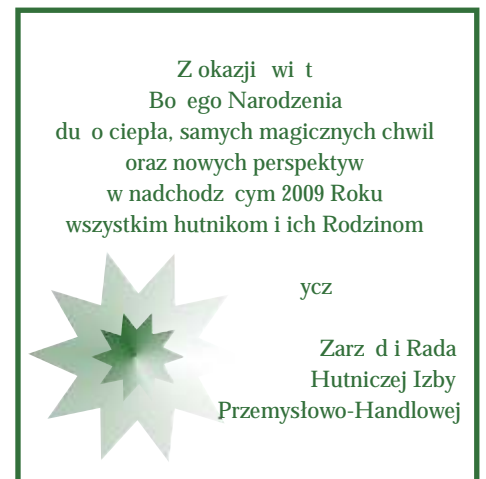 Z okazji wi t
Bo ego Narodzenia
du o ciepła, samych magicznych chwil
oraz nowych perspektyw
w nadchodz cym 2009 Roku
wszystkim hutnikom i ich Rodzinom
ycz
Zarz d i Rada
Hutniczej Izby
Przemysłowo-Handlowej